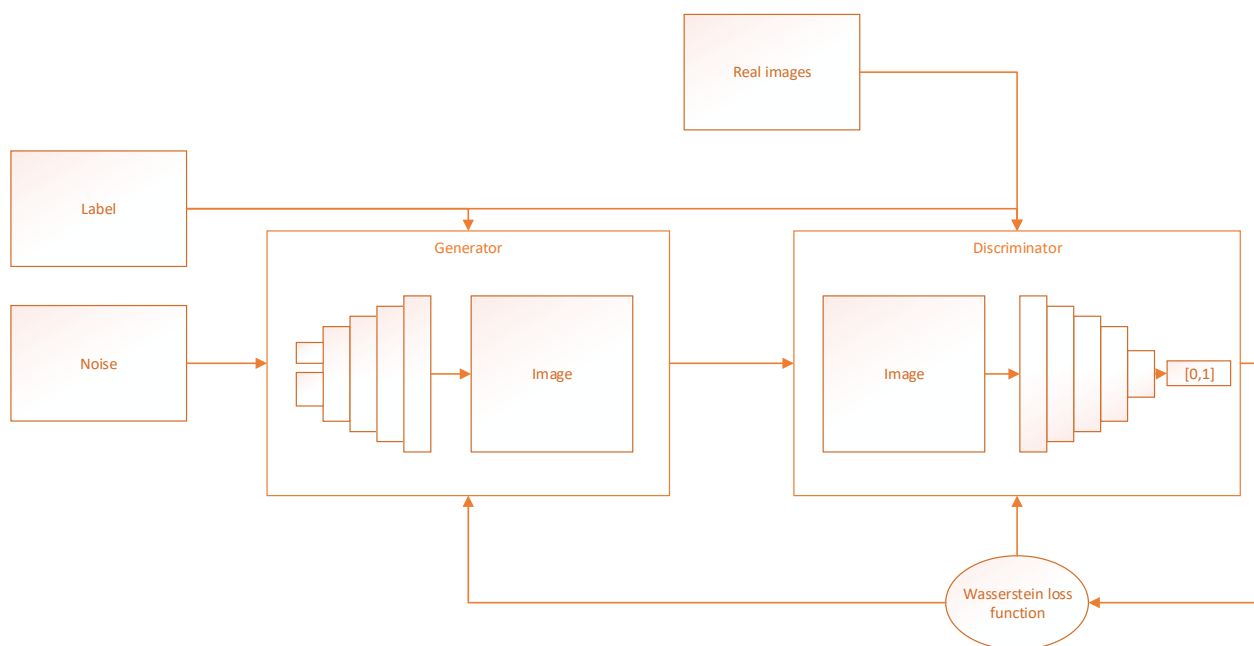 Real images
Label
Generator
Discriminator
Noise
Image
Image
[0,1]
Wasserstein loss
function